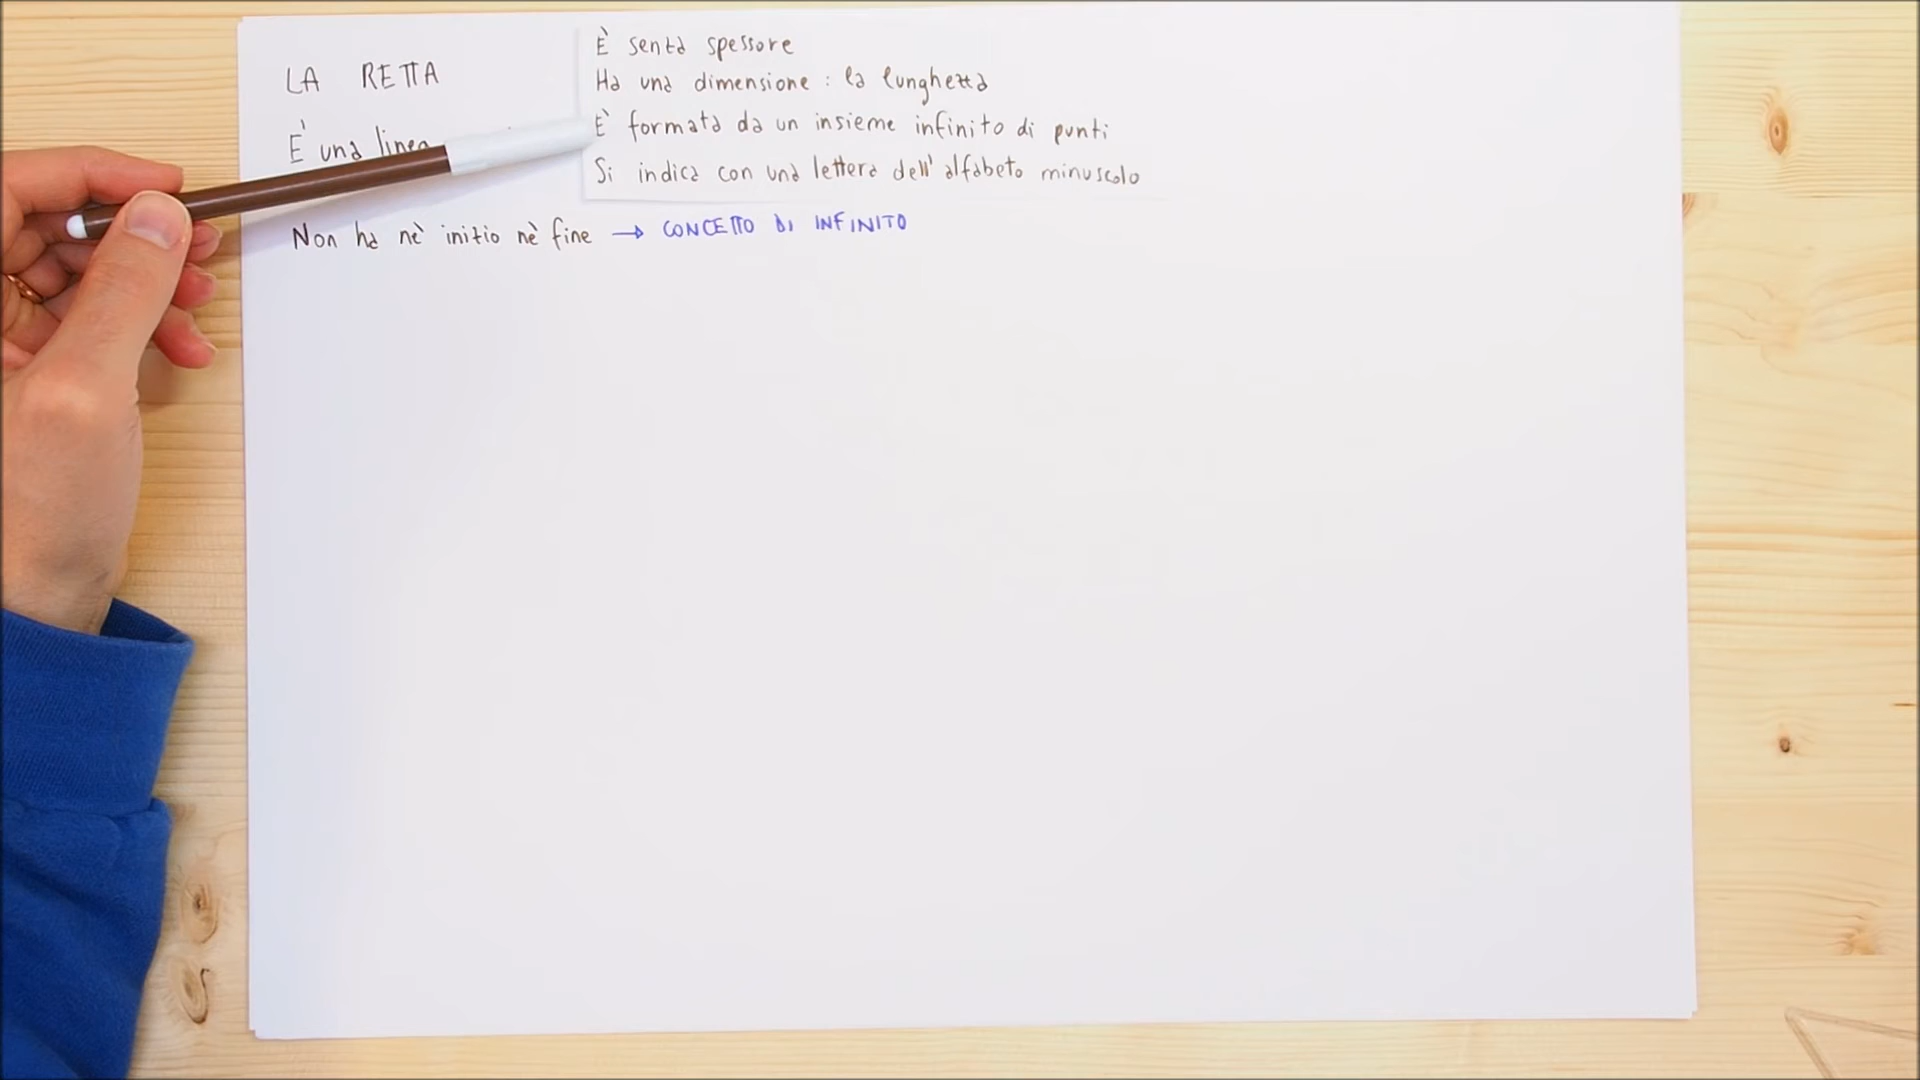 LA RETTA
È una linea
È senza spessore
Ha una dimensione : la lunghezza
È formata da un insieme infinito di punti
Si indica con una lettera dell'alfabeto minuscolo
Non ha nè inizio nè fine → CONCETTO DI INFINITO